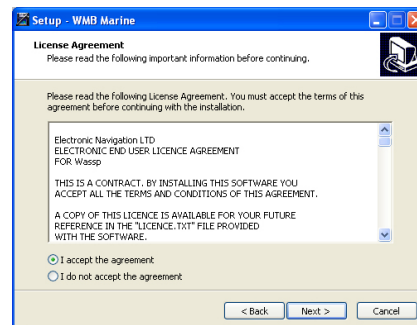 Setup - WMB Marine
License Agreement
Please read the following important information before continuing.
Please read the following License Agreement. You must accept the terms of this
agreement before continuing with the installation.
Electronic Navigation LTD
ELECTRONIC END USER LICENCE AGREEMENT
FOR Wassp
THIS IS A CONTRACT. BY INSTALLING THIS SOFTWARE YOU
ACCEPT ALL THE TERMS AND CONDITIONS OF THIS AGREEMENT.
A COPY OF THIS LICENCE IS AVAILABLE FOR YOUR FUTURE
REFERENCE IN THE "LICENCE.TXT" FILE PROVIDED
WITH THE SOFTWARE.
I accept the agreement
I do not accept the agreement
< Back
Next >
Cancel